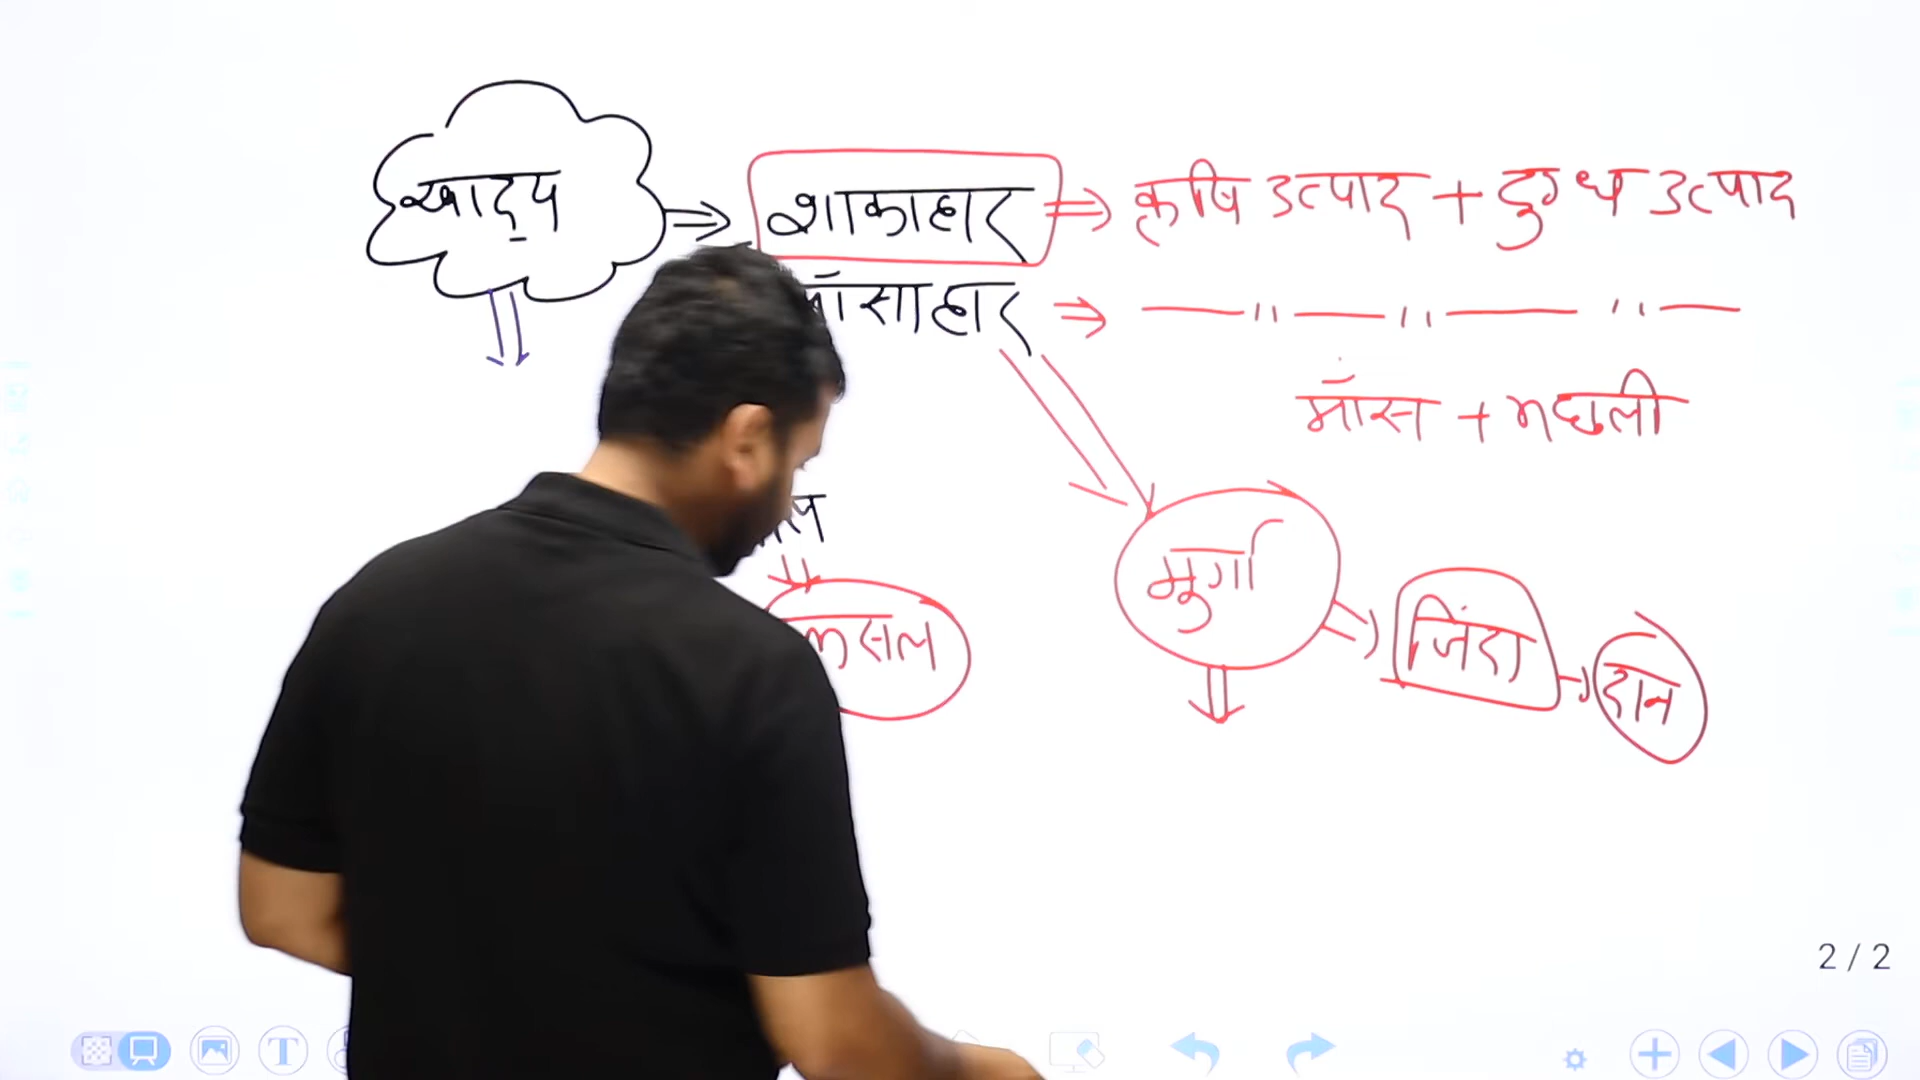 खाद्य ⇒ शाकाहार ⇒ कृषि उत्पाद + दुग्ध उत्पाद
⇒ — " — " — " —
माँस + मछली
मुर्गा
जिंदा
दान
2 / 2
T